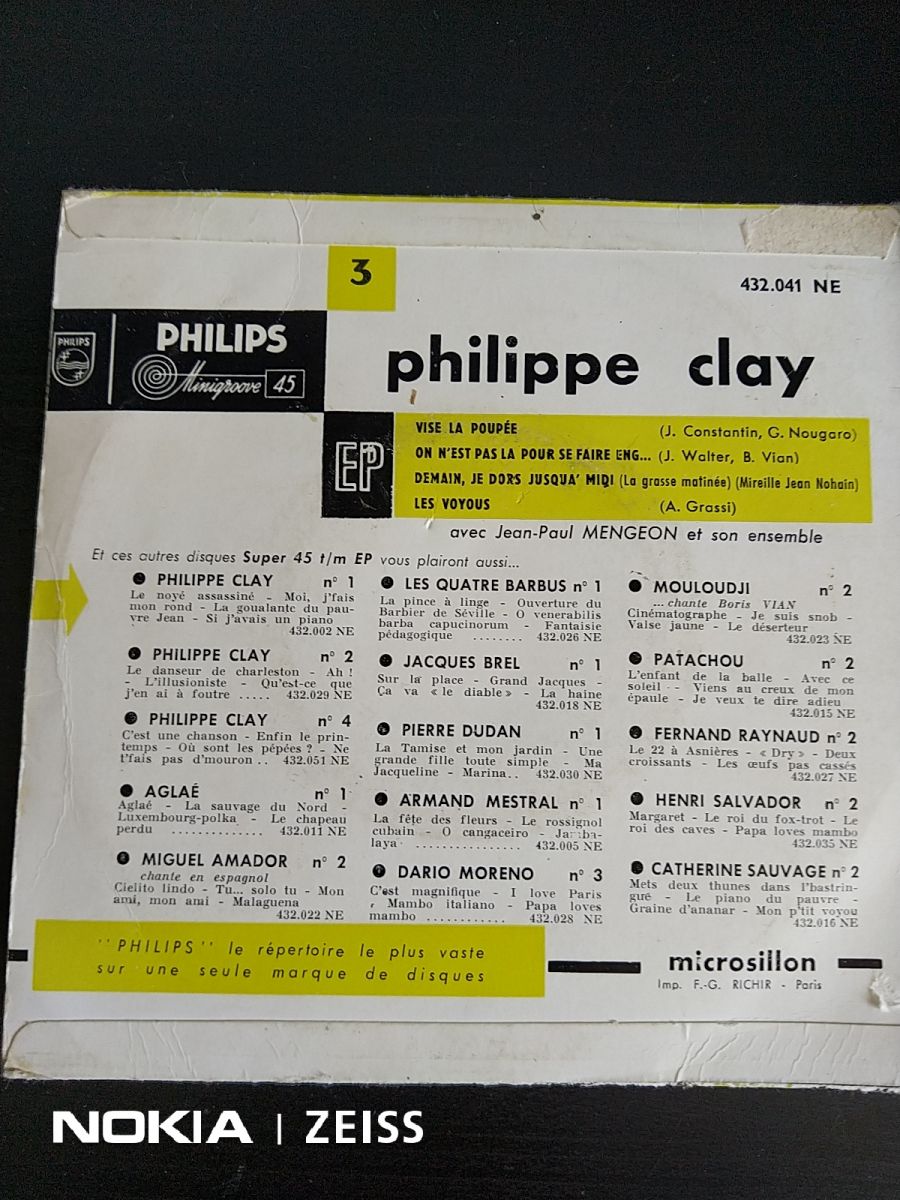 3
432.041 NE
PHILIPS
PHILIPS
Minigroove 45
philippe clay
EP
VISE LA POUPÉE (J. Constantin, G. Nougaro)
ON N'EST PAS LA POUR SE FAIRE ENG... (J. Walter, B. Vian)
DEMAIN, JE DORS JUSQUA' MIDI (La grasse matinée) (Mireille Jean Nohain)
LES VOYOUS (A. Grassi)
avec Jean-Paul MENGEON et son ensemble
Et ces autres disques Super 45 t/m EP vous plairont aussi...
PHILIPPE CLAY n° 1
Le noyé assassiné - Moi, j'fais
mon rond - La goualante du pau-
vre Jean - Si j'avais un piano
432.002 NE
PHILIPPE CLAY n° 2
Le danseur de charleston - Ah !
- L'illusioniste - Qu'est-ce que
j'en ai à foutre ..... 432.029 NE
PHILIPPE CLAY n° 4
C'est une chanson - Enfin le prin-
temps - Où sont les pépées ? - Ne
t'fais pas d'mouron .. 432.051 NE
AGLAÉ n° 1
Aglaé - La sauvage du Nord -
Luxembourg-polka - Le chapeau
perdu .............. 432.011 NE
MIGUEL AMADOR n° 2
chante en espagnol
Cielito lindo - Tu... solo tu - Mon
ami, mon ami - Malaguena
432.022 NE
LES QUATRE BARBUS n° 1
La pince à linge - Ouverture du
Barbier de Séville - O venerabilis
barba capucinorum - Fantaisie
pédagogique ........ 432.026 NE
JACQUES BREL n° 1
Sur la place - Grand Jacques -
Ça va « le diable » - La haine
432.018 NE
PIERRE DUDAN n° 1
La Tamise et mon jardin - Une
grande fille toute simple - Ma
Jacqueline - Marina.. 432.030 NE
ARMAND MESTRAL n° 1
La fête des fleurs - Le rossignol
cubain - O cangaceiro - Jamba-
laya ................ 432.005 NE
DARIO MORENO n° 3
C'est magnifique - I love Paris
- Mambo italiano - Papa loves
mambo ............ 432.028 NE
MOULOUDJI n° 2
...chante Boris VIAN
Cinématographe - Je suis snob -
Valse jaune - Le déserteur
432.023 NE
PATACHOU n° 2
L'enfant de la balle - Avec ce
soleil - Viens au creux de mon
épaule - Je veux te dire adieu
432.015 NE
FERNAND RAYNAUD n° 2
Le 22 à Asnières - « Dry » - Deux
croissants - Les œufs pas cassés
432.027 NE
HENRI SALVADOR n° 2
Margaret - Le roi du fox-trot - Le
roi des caves - Papa loves mambo
432.035 NE
CATHERINE SAUVAGE n° 2
Mets deux thunes dans l'bastrin-
gue - Le piano du pauvre -
Graine d'ananar - Mon p'tit voyou
432.016 NE
"PHILIPS" le répertoire le plus vaste
sur une seule marque de disques
microsillon
Imp. F.-G. RICHIR - Paris
NOKIA | ZEISS